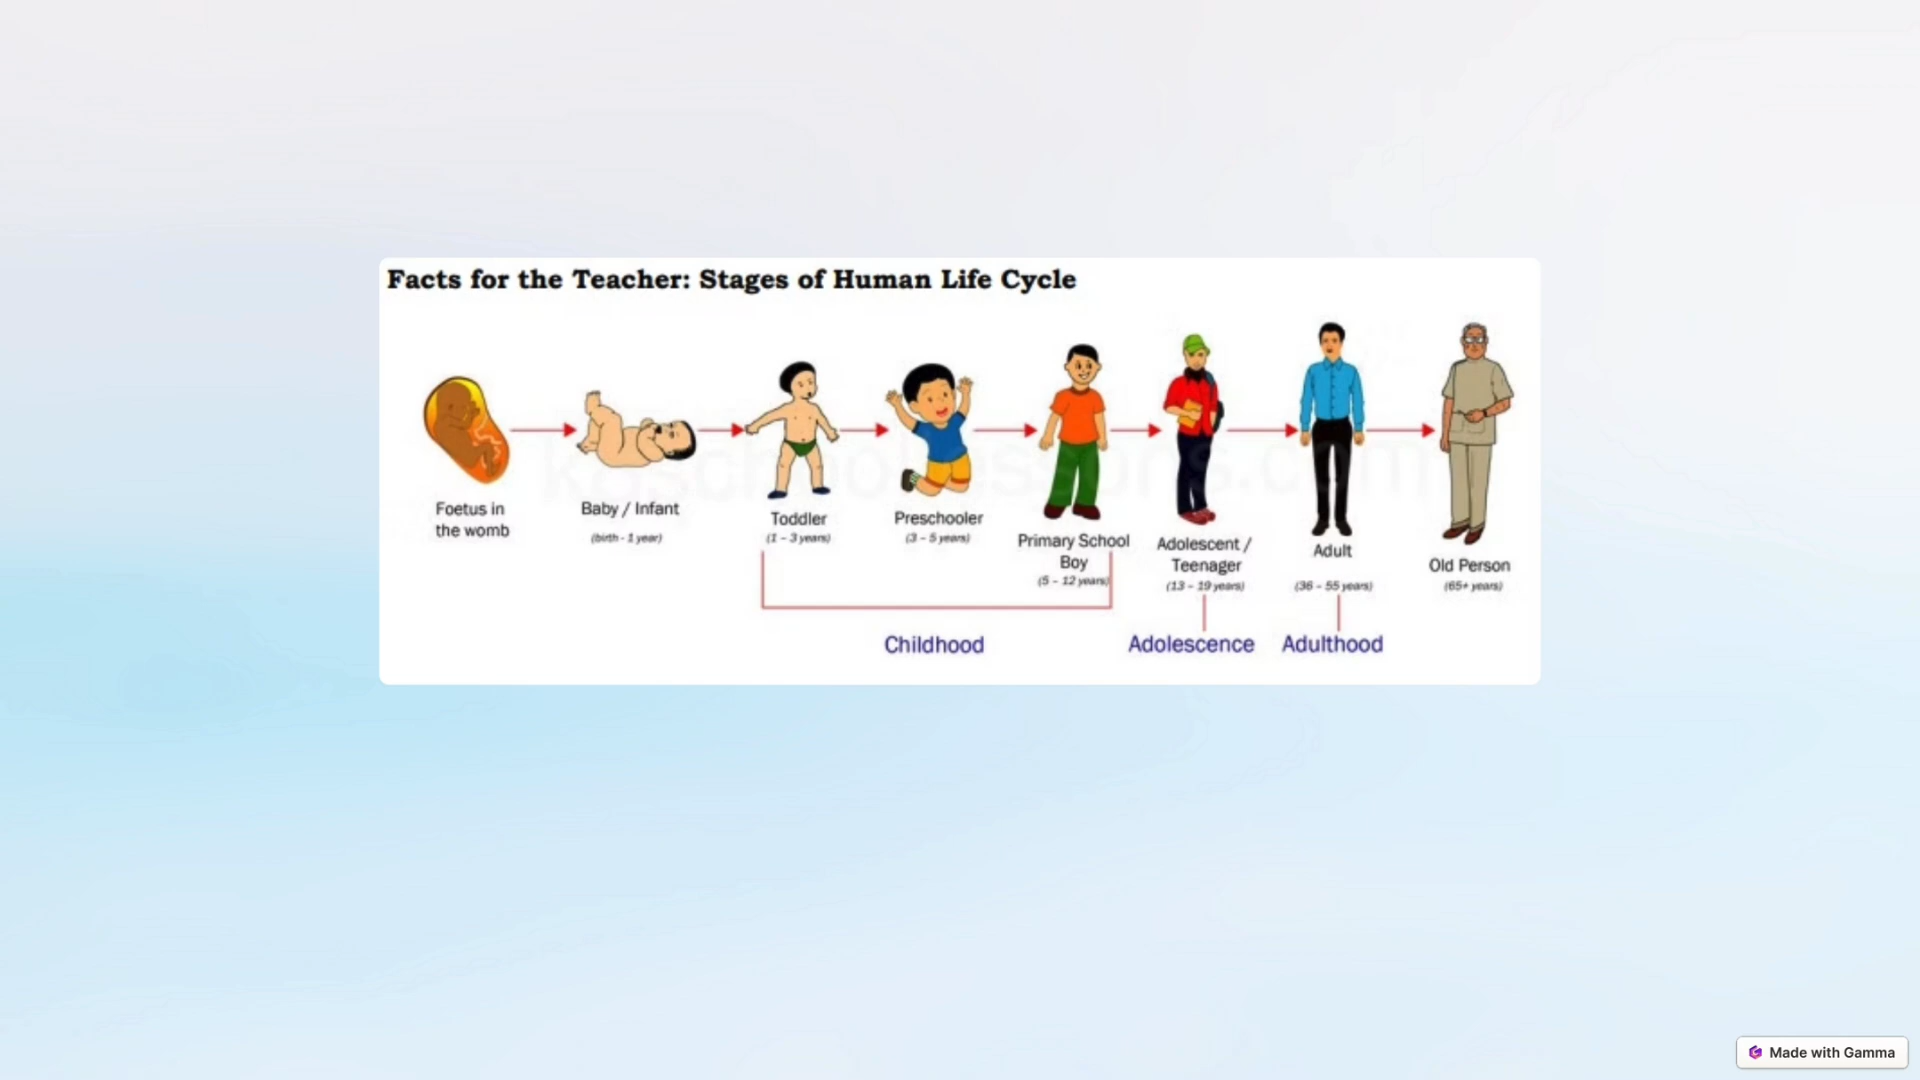 Facts for the Teacher: Stages of Human Life Cycle
Foetus in
the womb
Baby / Infant
(birth - 1 year)
Toddler
(1 – 3 years)
Preschooler
(3 – 5 years)
Primary School
Boy
(5 – 12 years)
Adolescent /
Teenager
(13 – 19 years)
Adult
(36 – 55 years)
Old Person
(65+ years)
Childhood
Adolescence
Adulthood
Made with Gamma